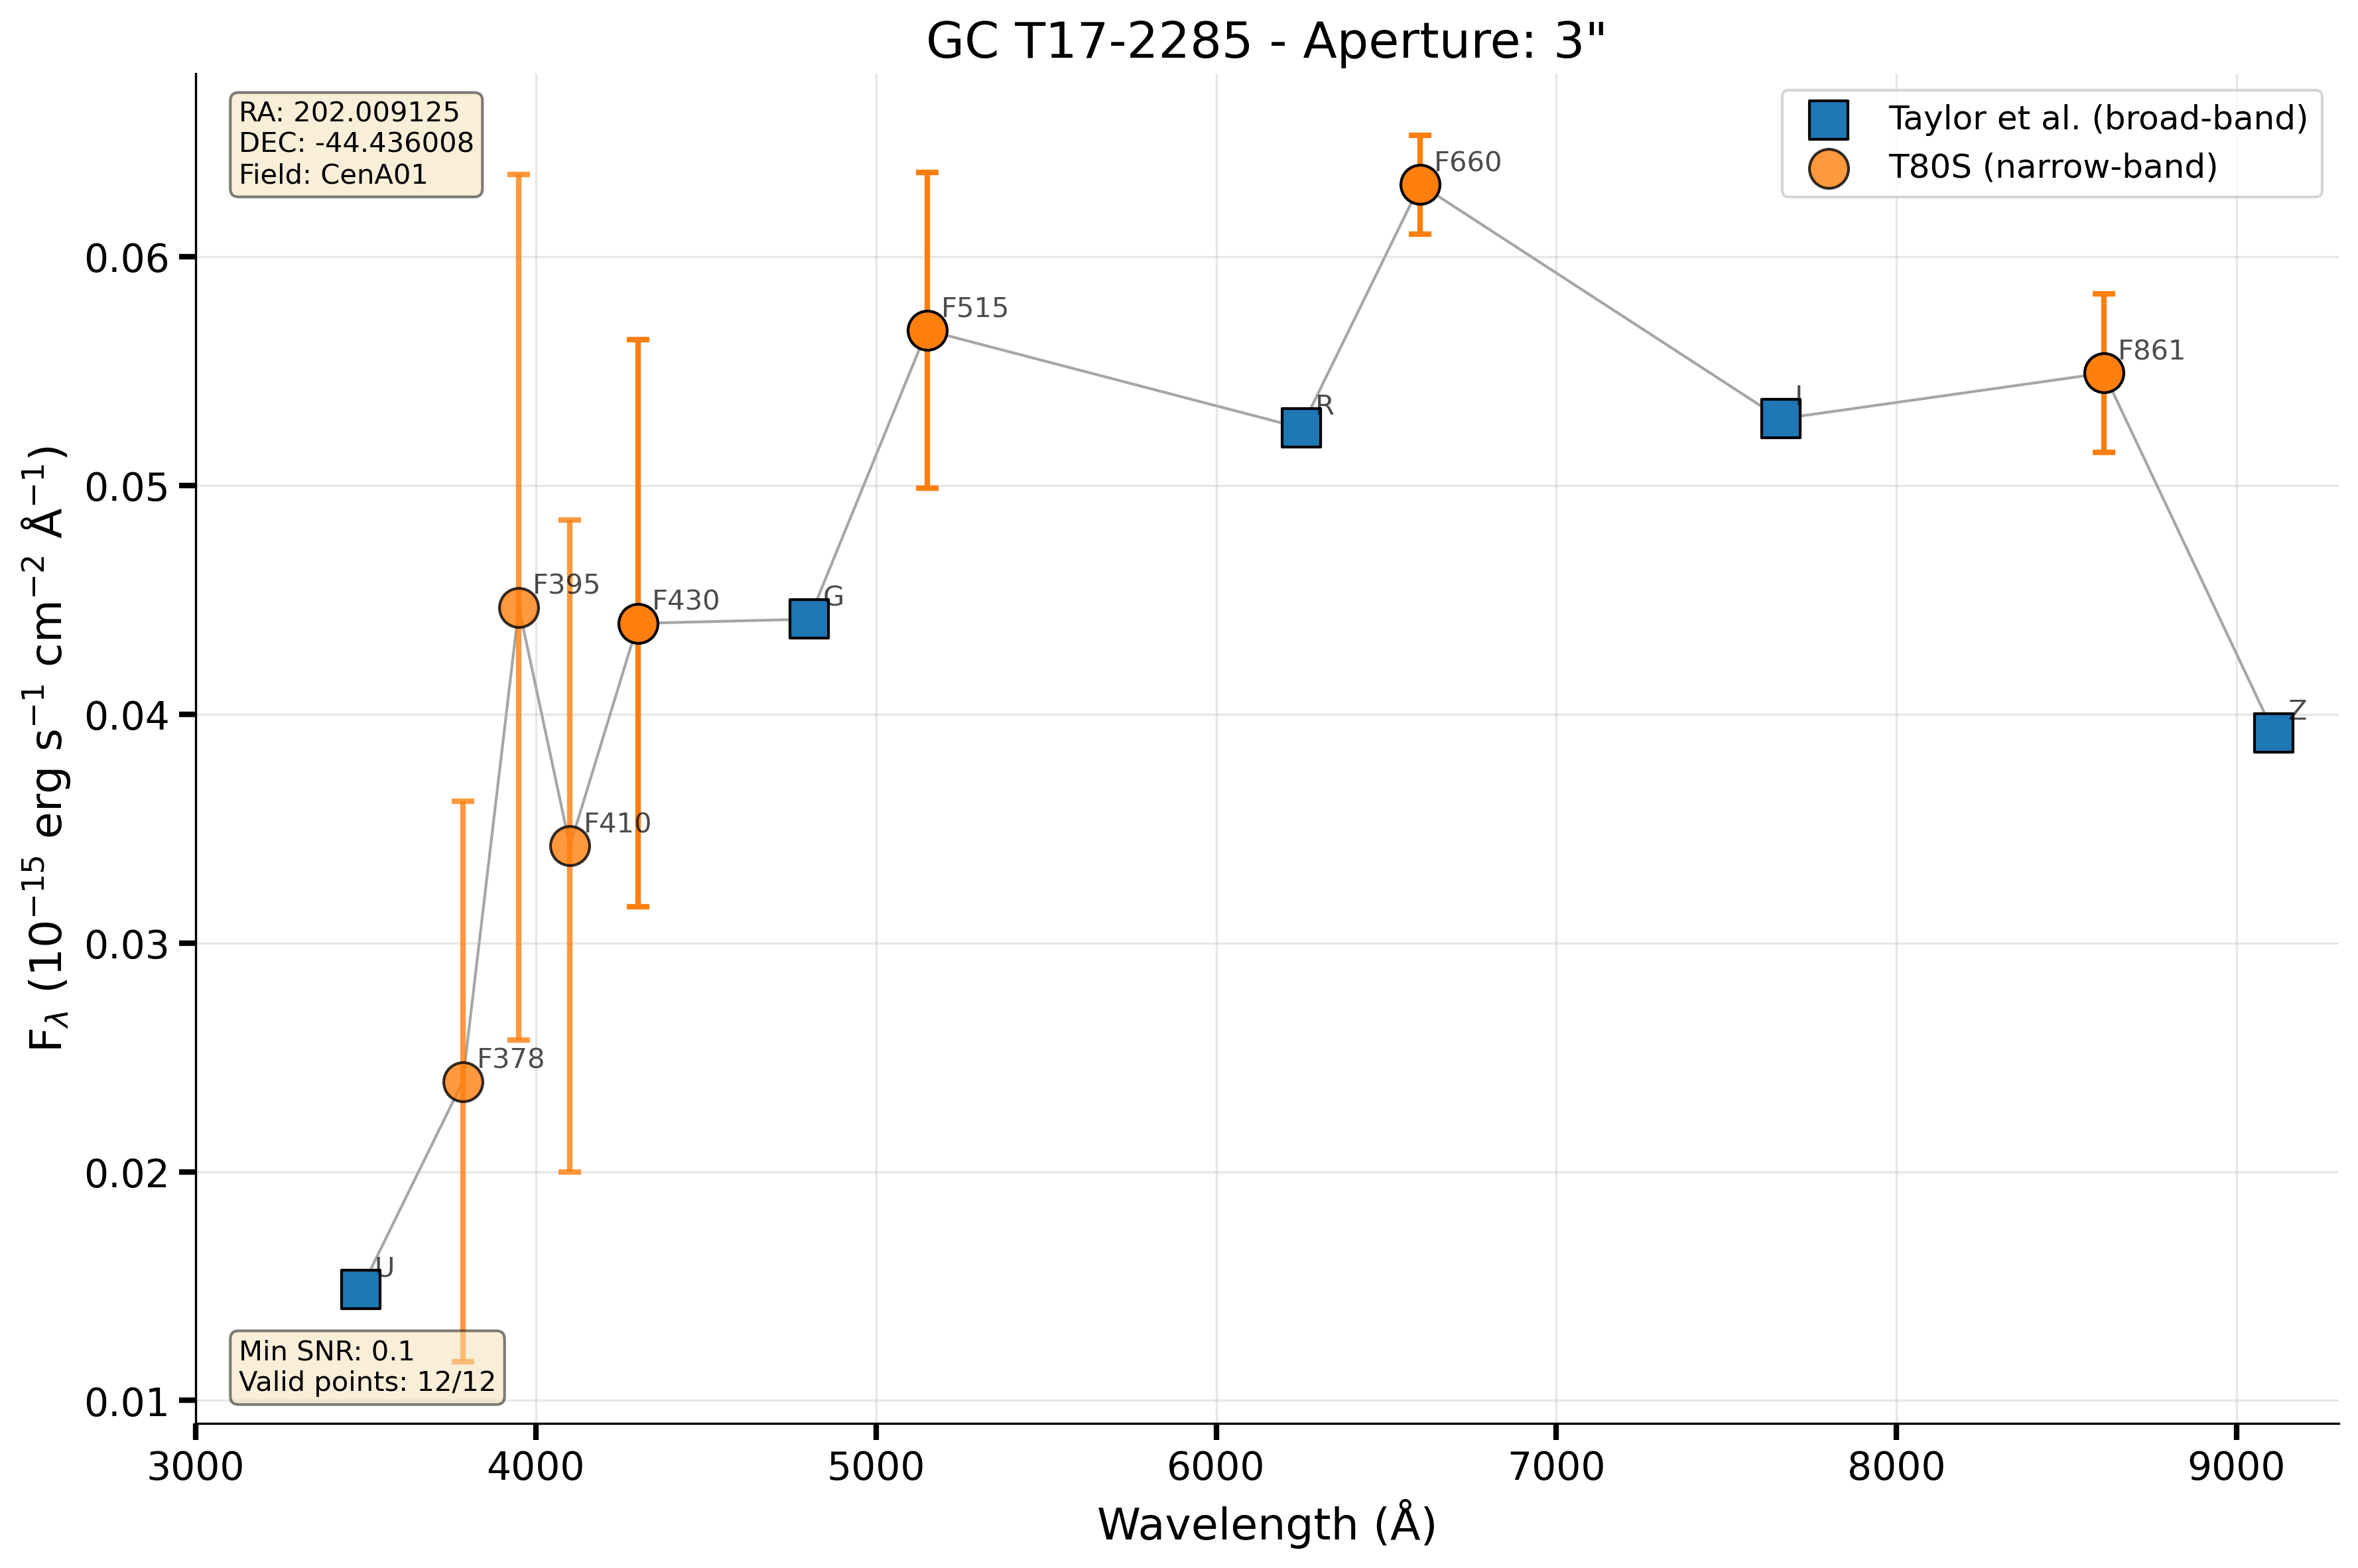 GC T17-2285 - Aperture: 3"
RA: 202.009125
DEC: -44.436008
Field: CenA01
Taylor et al. (broad-band)
T80S (narrow-band)
F660
F515
F861
R
I
F395
F430
G
Z
F410
F378
U
Min SNR: 0.1
Valid points: 12/12
0.06
0.05
0.04
0.03
0.02
0.01
F_λ (10⁻¹⁵ erg s⁻¹ cm⁻² Å⁻¹)
3000 4000 5000 6000 7000 8000 9000
Wavelength (Å)